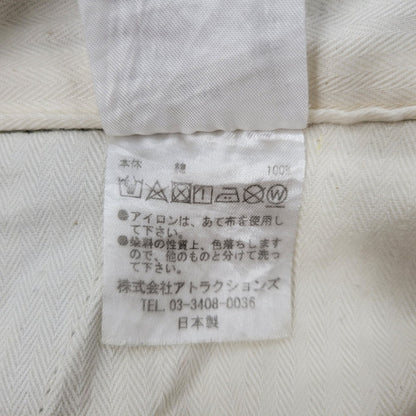 本体 綿 100%
●アイロンは、あて布を使用し
て下さい。
●染料の性質上、色落ちします
ので、他のものと分けて洗っ
て下さい。
株式会社アトラクションズ
TEL. 03-3408-0036
日本製